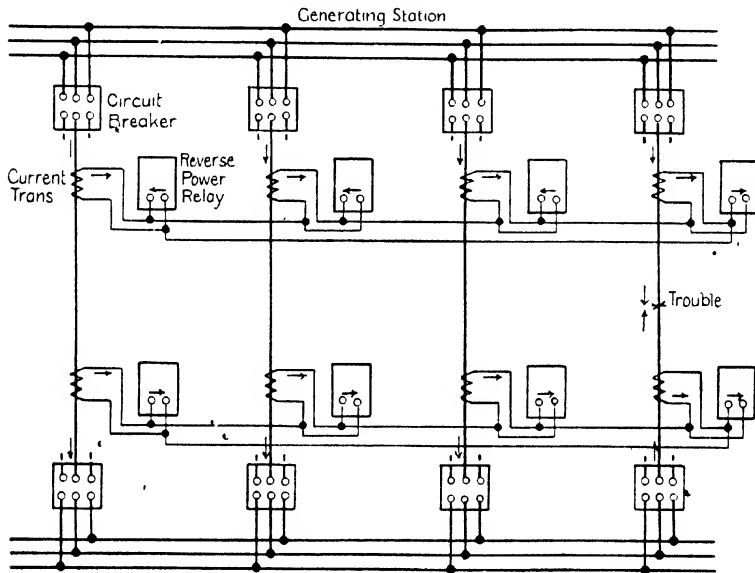 Generating Station
Circuit
Breaker
Current
Trans
Reverse
Power
Relay
Trouble